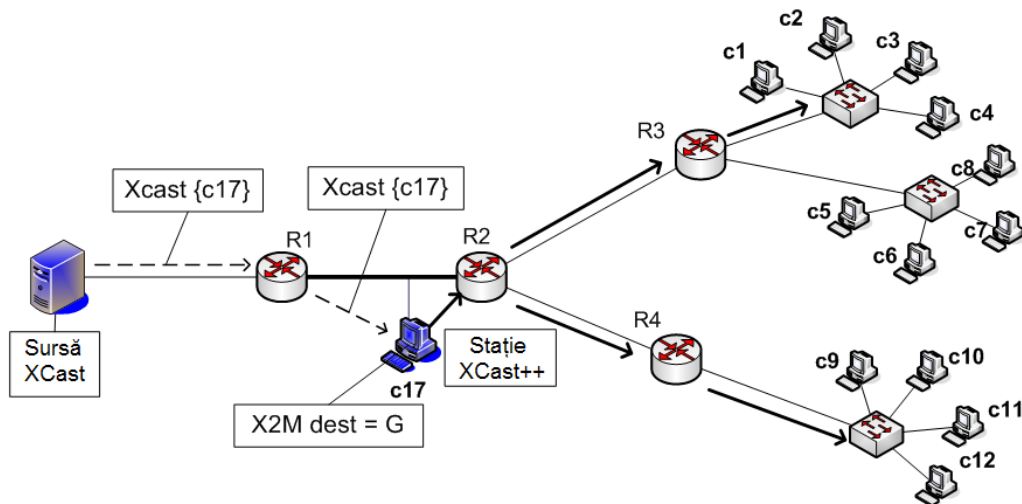 c2
c1
c3
c4
R3
Xcast {c17}
Xcast {c17}
c8
c5
c7
c6
R1
R2
R4
Sursă
XCast
Stație
XCast++
c17
X2M dest = G
c9
c10
c11
c12